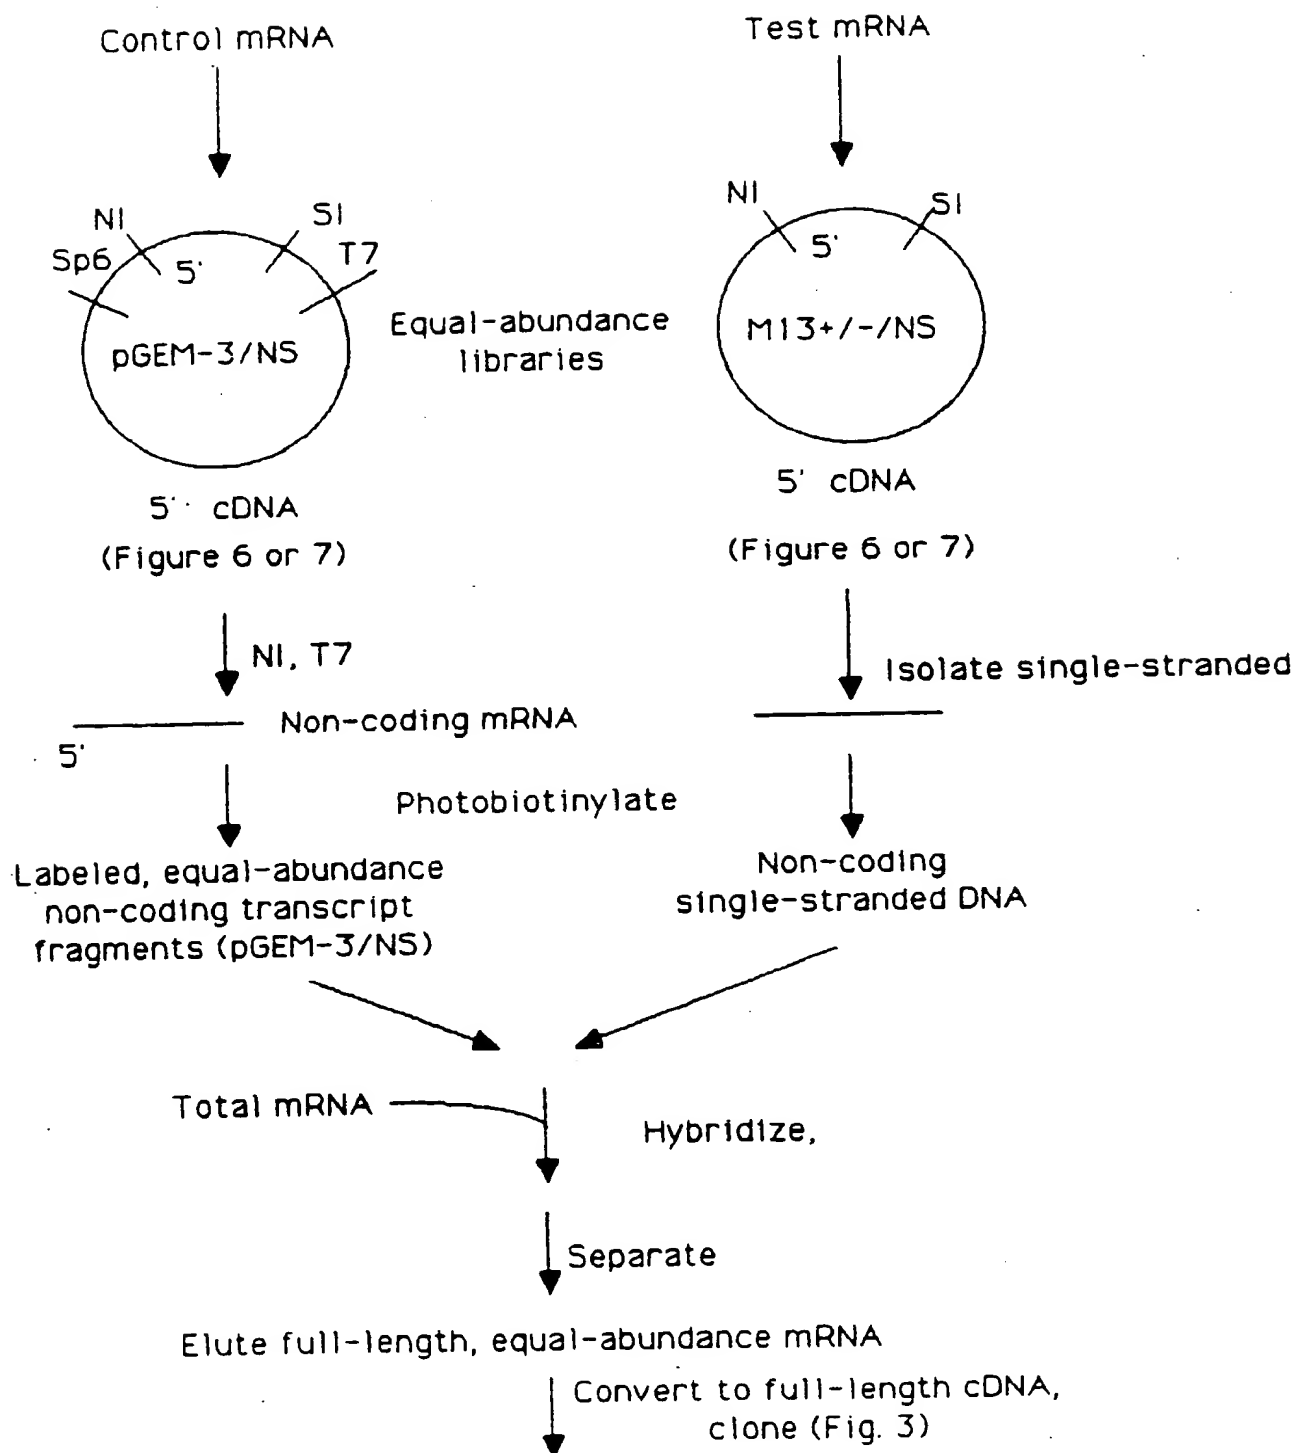 Control mRNA
Test mRNA
NI
SI
Sp6
5'
T7
pGEM-3/NS
NI
SI
5'
M13+/-/NS
Equal-abundance
libraries
5' cDNA
(Figure 6 or 7)
5' cDNA
(Figure 6 or 7)
NI, T7
Isolate single-stranded
Non-coding mRNA
5'
Photobiotinylate
Labeled, equal-abundance
non-coding transcript
fragments (pGEM-3/NS)
Non-coding
single-stranded DNA
Total mRNA
Hybridize,
Separate
Elute full-length, equal-abundance mRNA
Convert to full-length cDNA,
clone (Fig. 3)